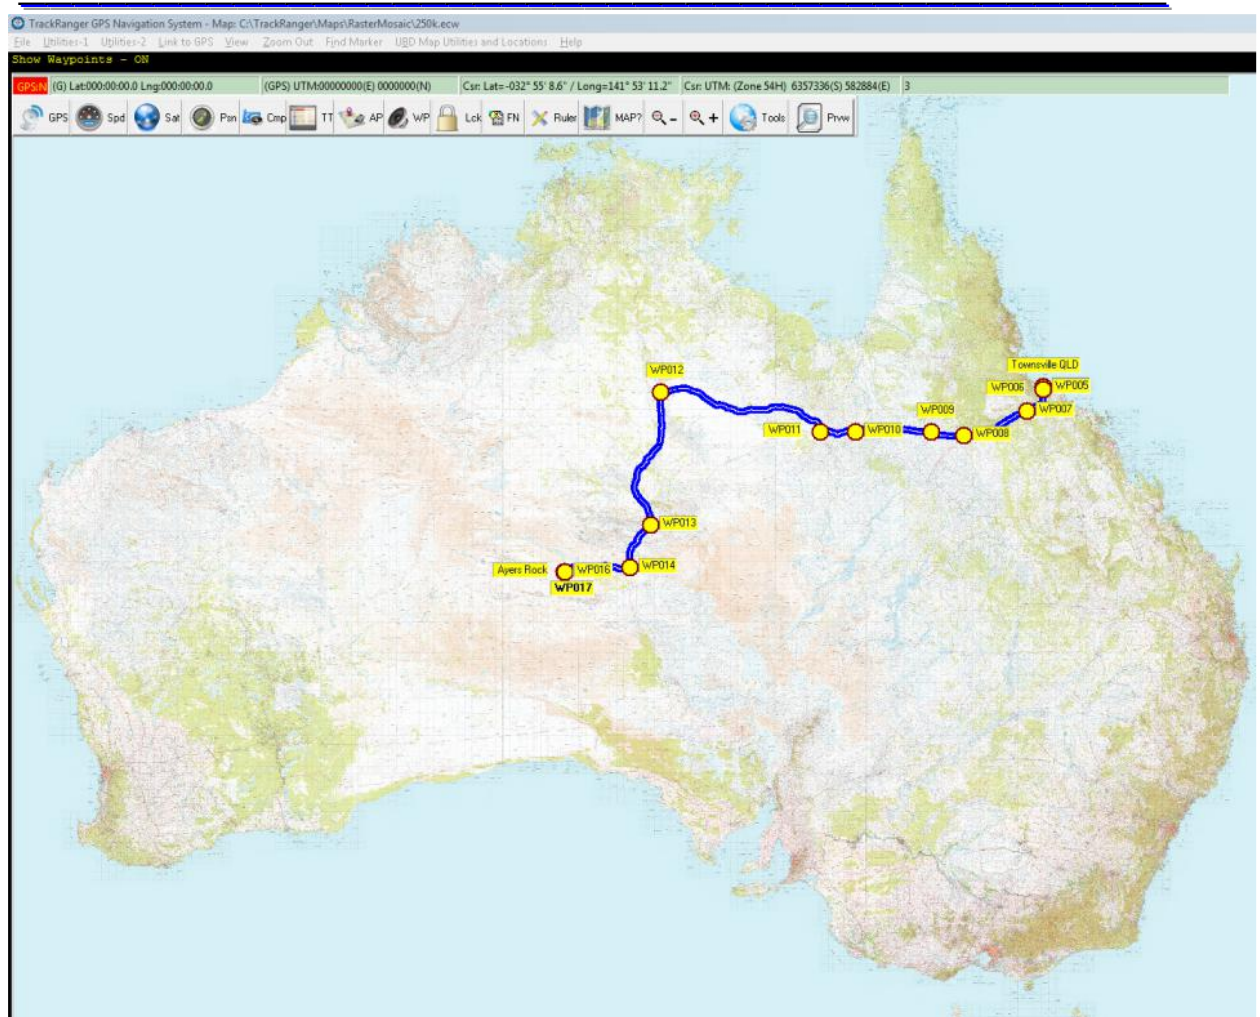 TrackRanger GPS Navigation System - Map: C:\TrackRanger\Maps\RasterMosaic\250k.ecw
File Utilities-1 Utilities-2 Link to GPS View Zoom Out Find Marker UBD Map Utilities and Locations Help
Show Waypoints - ON
GPS:N (G) Lat:000:00:00.0 Lng:000:00:00.0 (GPS) UTM:00000000(E) 0000000(N) Csr: Lat= -032° 55' 8.6" / Long=141° 53' 11.2" Csr: UTM: (Zone 54H) 6357336(S) 582884(E) 3
GPS Spd Sat Psn Cmp TT AP WP Lck FN Ruler MAP? - + Tools Prvw
Townsville QLD
WP012
WP006 WP005
WP007
WP009
WP011 WP010 WP008
WP013
Ayers Rock WP016 WP014
WP017